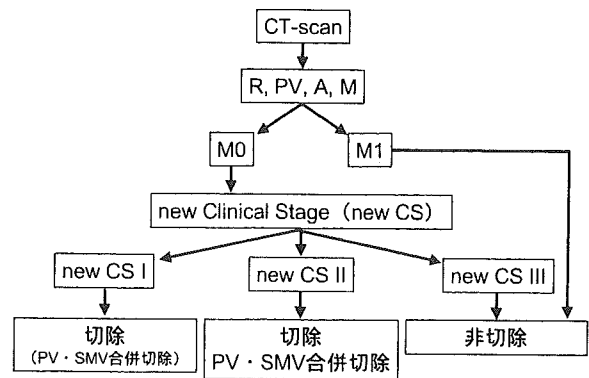 CT-scan
R, PV, A, M
M0
M1
new Clinical Stage（new CS）
new CS I
new CS II
new CS III
切除
（PV・SMV合併切除）
切除
PV・SMV合併切除
非切除